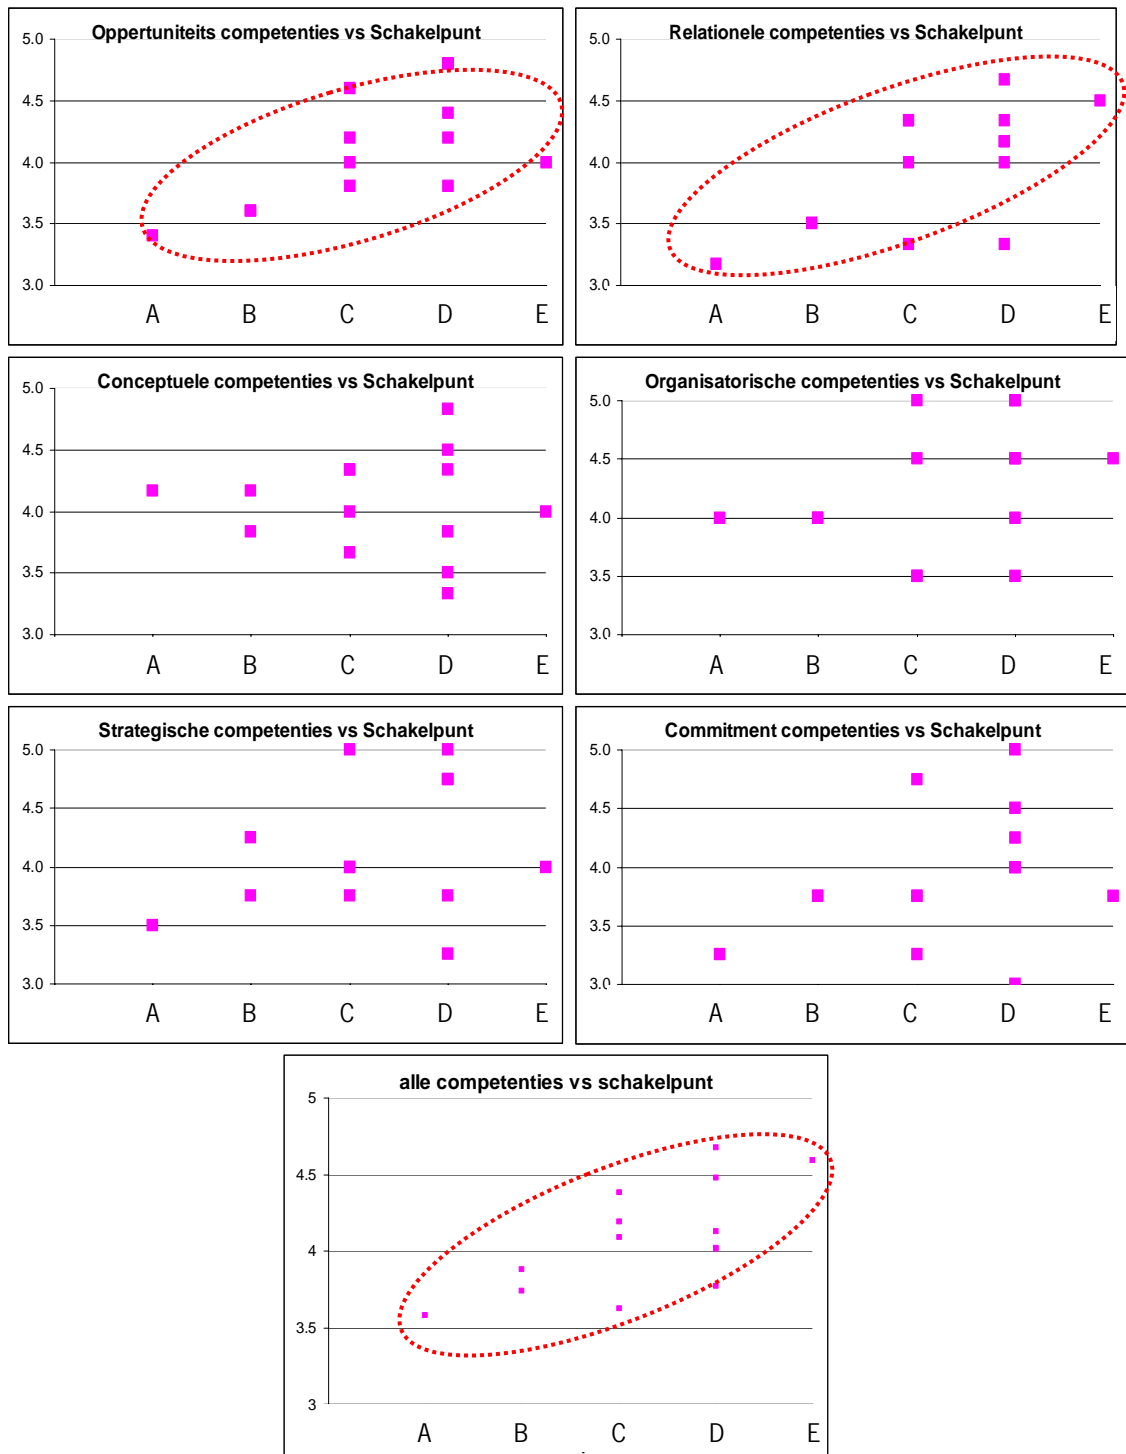 Oppertuniteits competenties vs Schakelpunt
5.0
4.5
4.0
3.5
3.0
A B C D E
Relationele competenties vs Schakelpunt
5.0
4.5
4.0
3.5
3.0
A B C D E
Conceptuele competenties vs Schakelpunt
5.0
4.5
4.0
3.5
3.0
A B C D E
Organisatorische competenties vs Schakelpunt
5.0
4.5
4.0
3.5
3.0
A B C D E
Strategische competenties vs Schakelpunt
5.0
4.5
4.0
3.5
3.0
A B C D E
Commitment competenties vs Schakelpunt
5.0
4.5
4.0
3.5
3.0
A B C D E
alle competenties vs schakelpunt
5
4.5
4
3.5
3
A B C D E